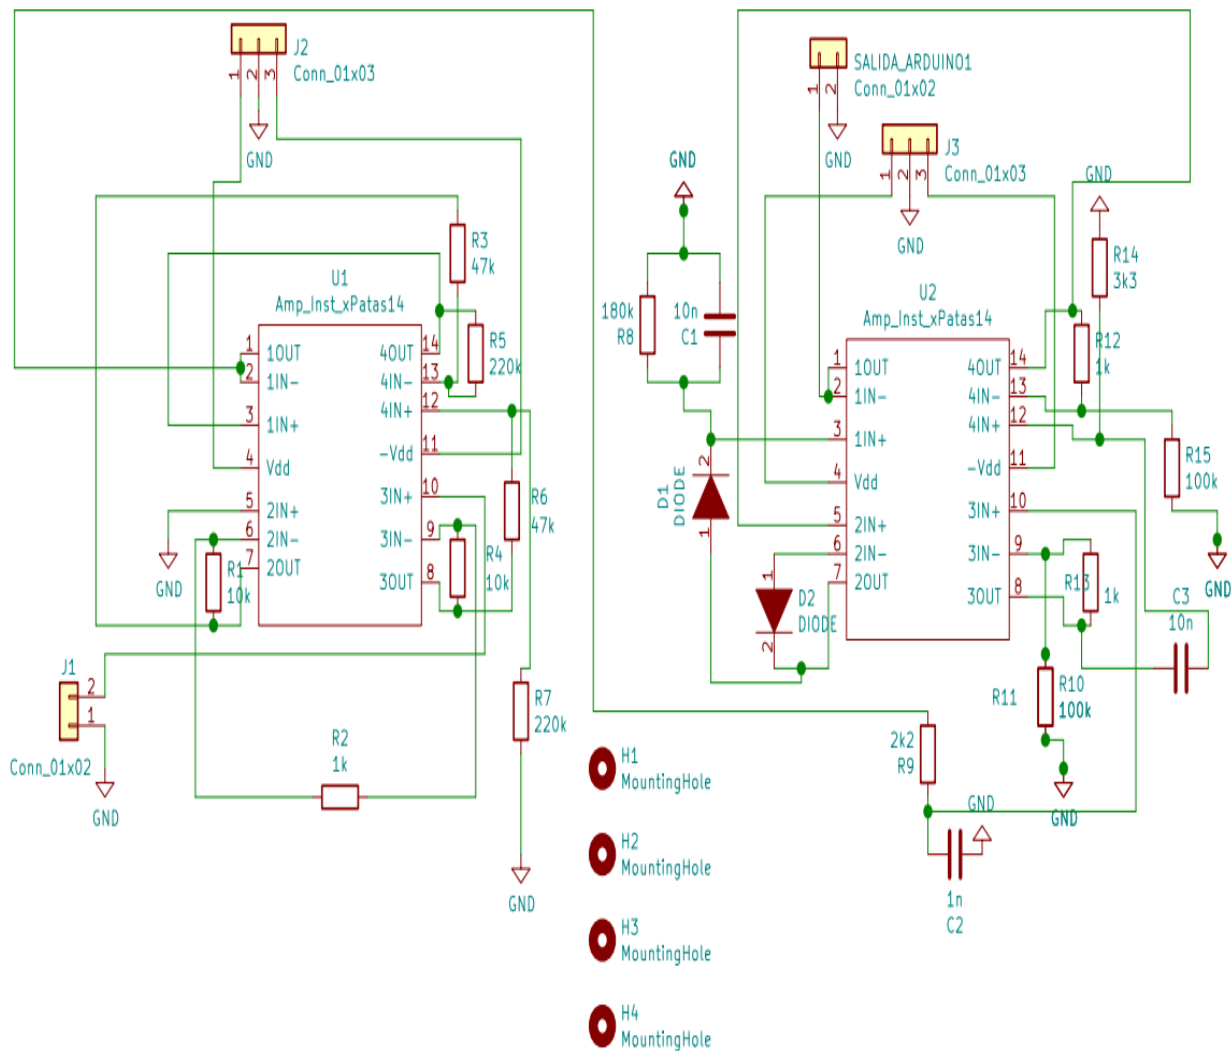 J2
Conn_01x03
1
2
3
GND
R3
47k
U1
Amp_Inst_xPatas14
R5
220k
1
1OUT
2
1IN-
3
1IN+
4
Vdd
5
2IN+
6
2IN-
7
2OUT
4OUT
14
4IN-
13
4IN+
12
-Vdd
11
3IN+
10
3IN-
9
3OUT
8
GND
R1
10k
R4
10k
R6
47k
J1
2
1
Conn_01x02
GND
R2
1k
R7
220k
GND
H1
MountingHole
H2
MountingHole
H3
MountingHole
H4
MountingHole
SALIDA_ARDUINO1
Conn_01x02
1
2
GND
J3
Conn_01x03
1
2
3
GND
GND
180k
R8
10n
C1
GND
R14
3k3
U2
Amp_Inst_xPatas14
R12
1k
1
1OUT
2
1IN-
3
1IN+
4
Vdd
5
2IN+
6
2IN-
7
2OUT
4OUT
14
4IN-
13
4IN+
12
-Vdd
11
3IN+
10
3IN-
9
3OUT
8
D1
DIODE
2
1
D2
DIODE
1
2
R15
100k
GND
R13
1k
C3
10n
R11
R10
100k
GND
2k2
R9
GND
1n
C2